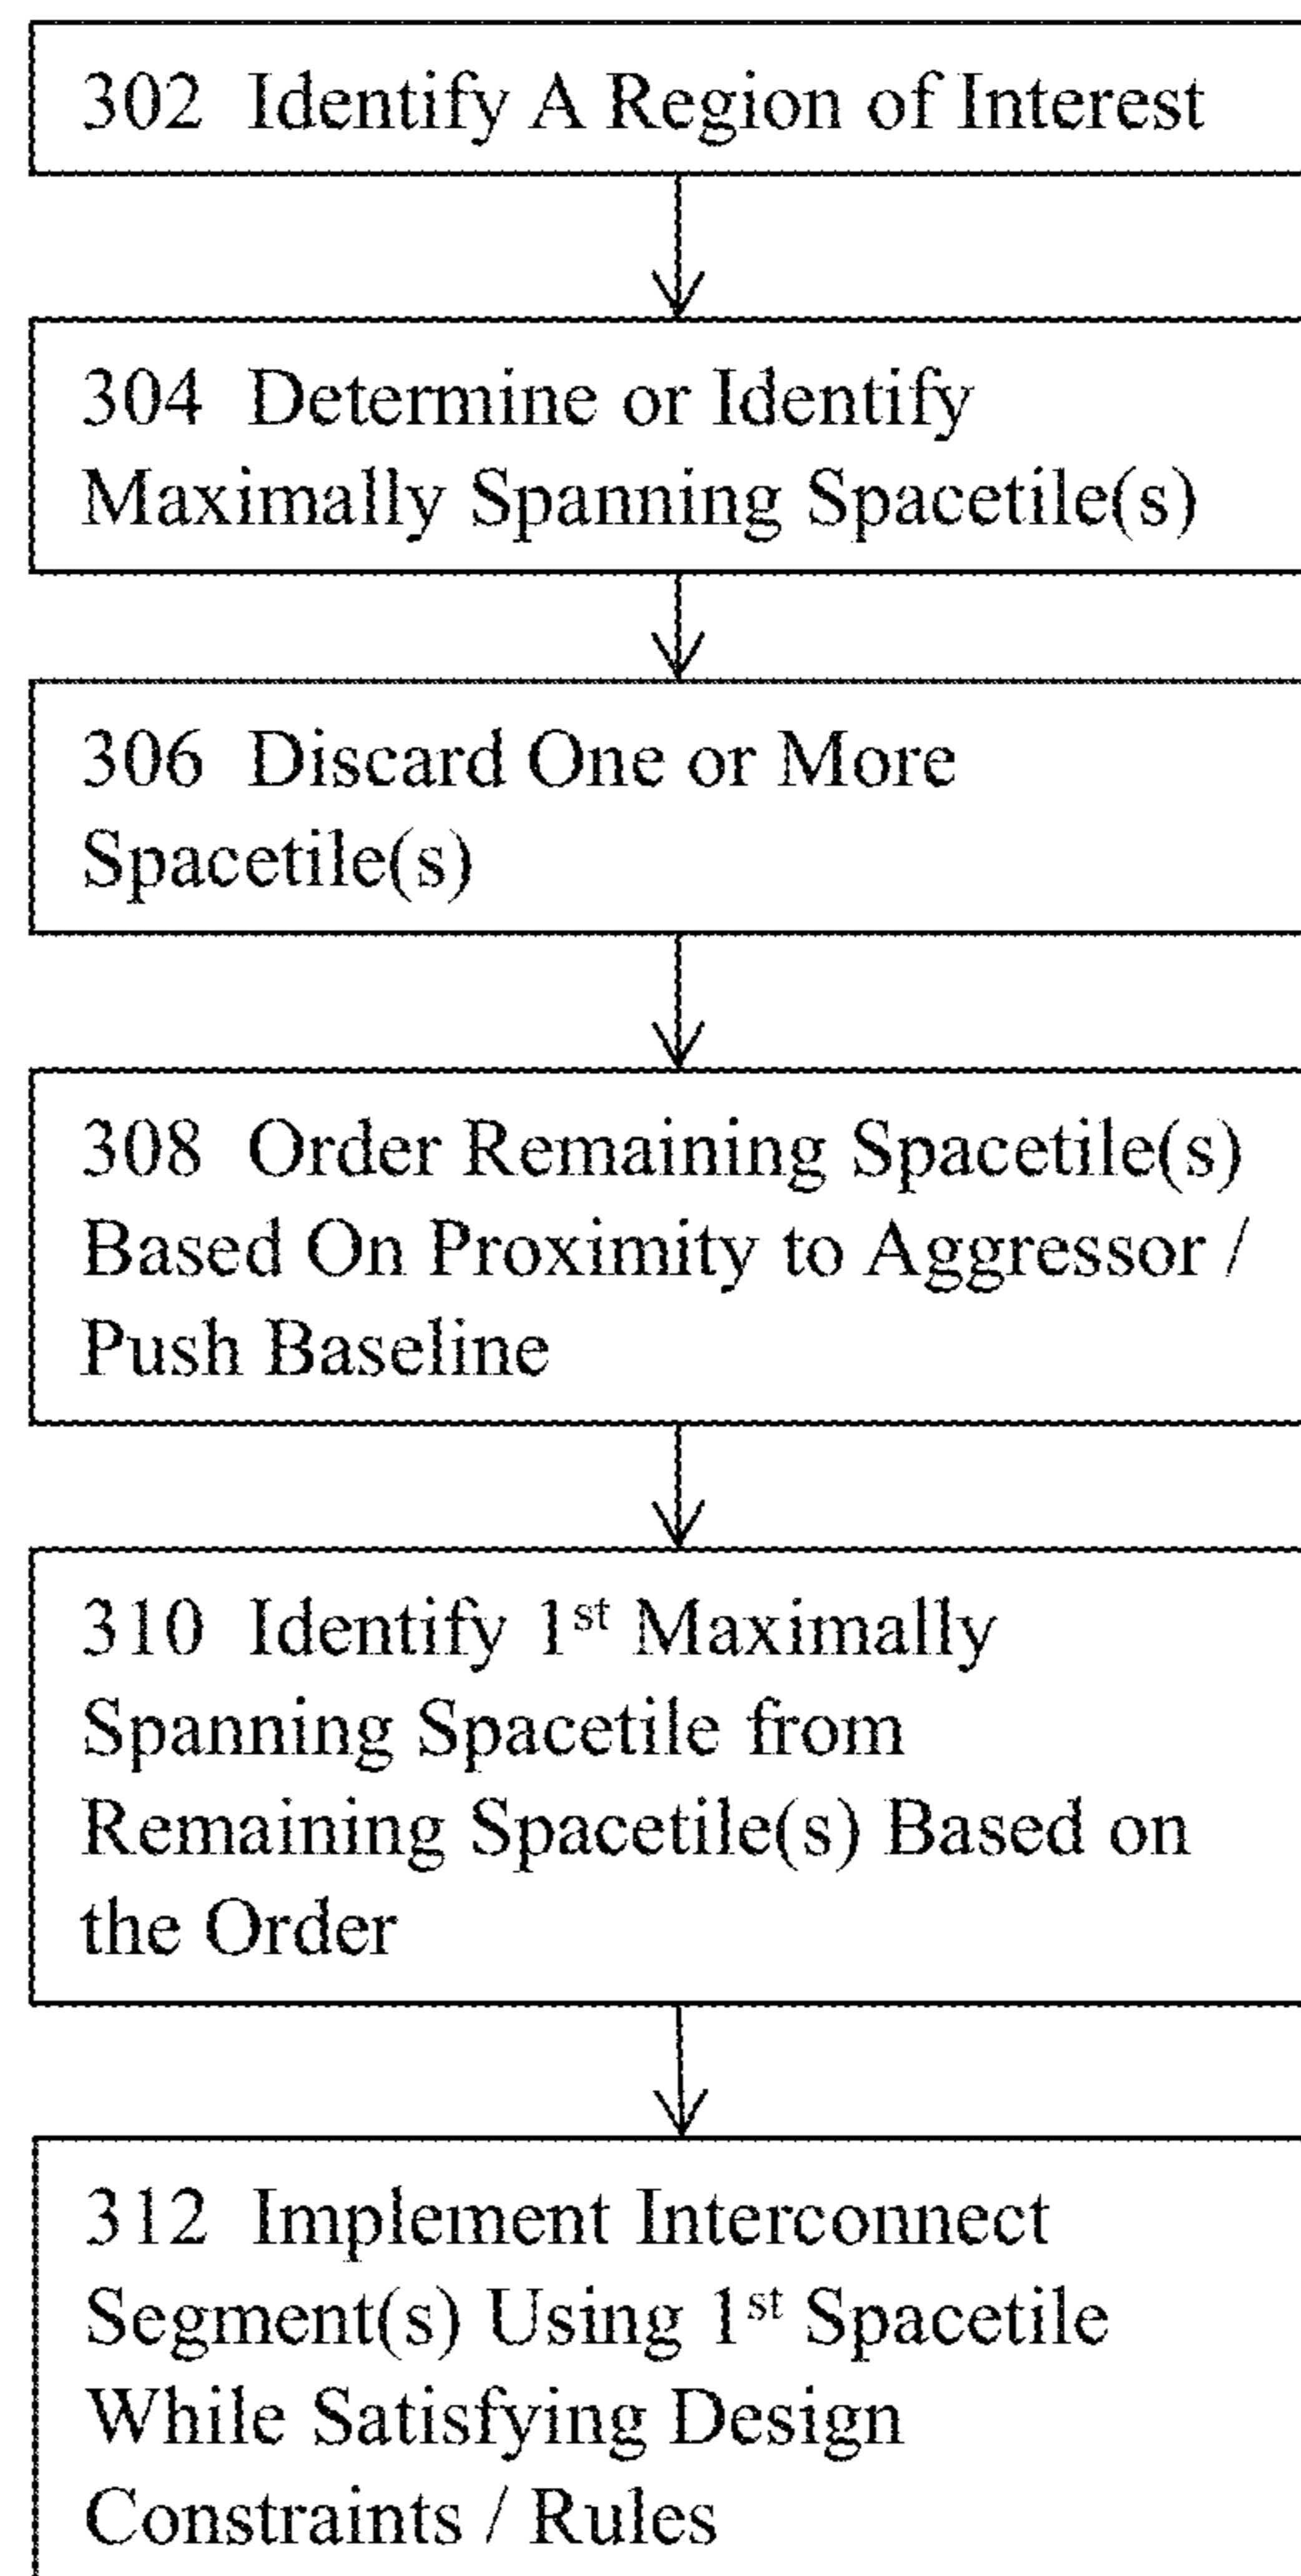 302 Identify A Region of Interest
304 Determine or Identify
Maximally Spanning Spacetile(s)
306 Discard One or More
Spacetile(s)
308 Order Remaining Spacetile(s)
Based On Proximity to Aggressor /
Push Baseline
310 Identify 1st Maximally
Spanning Spacetile from
Remaining Spacetile(s) Based on
the Order
312 Implement Interconnect
Segment(s) Using 1st Spacetile
While Satisfying Design
Constraints / Rules